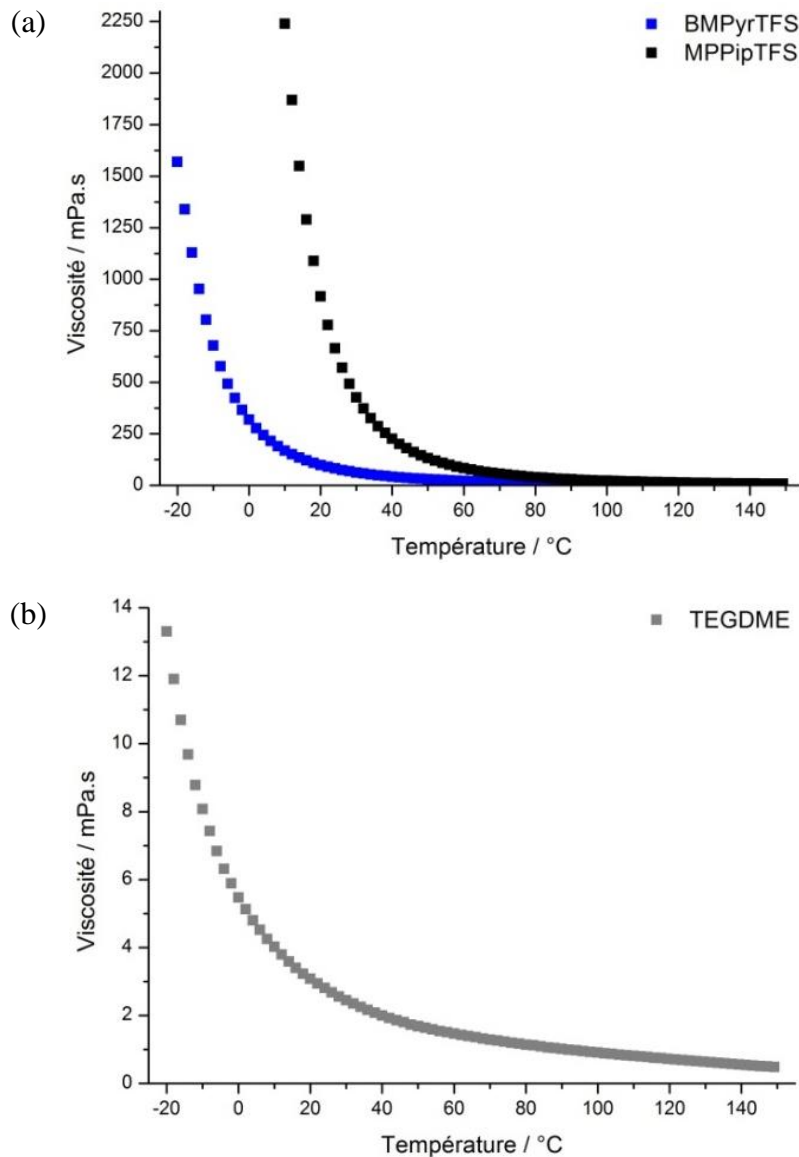 (a)
BMPyrTFS
MPPipTFS
2250
2000
1750
1500
1250
1000
750
500
250
0
Viscosité / mPa.s
-20 0 20 40 60 80 100 120 140
Température / °C
(b)
TEGDME
14
12
10
8
6
4
2
0
Viscosité / mPa.s
-20 0 20 40 60 80 100 120 140
Température / °C